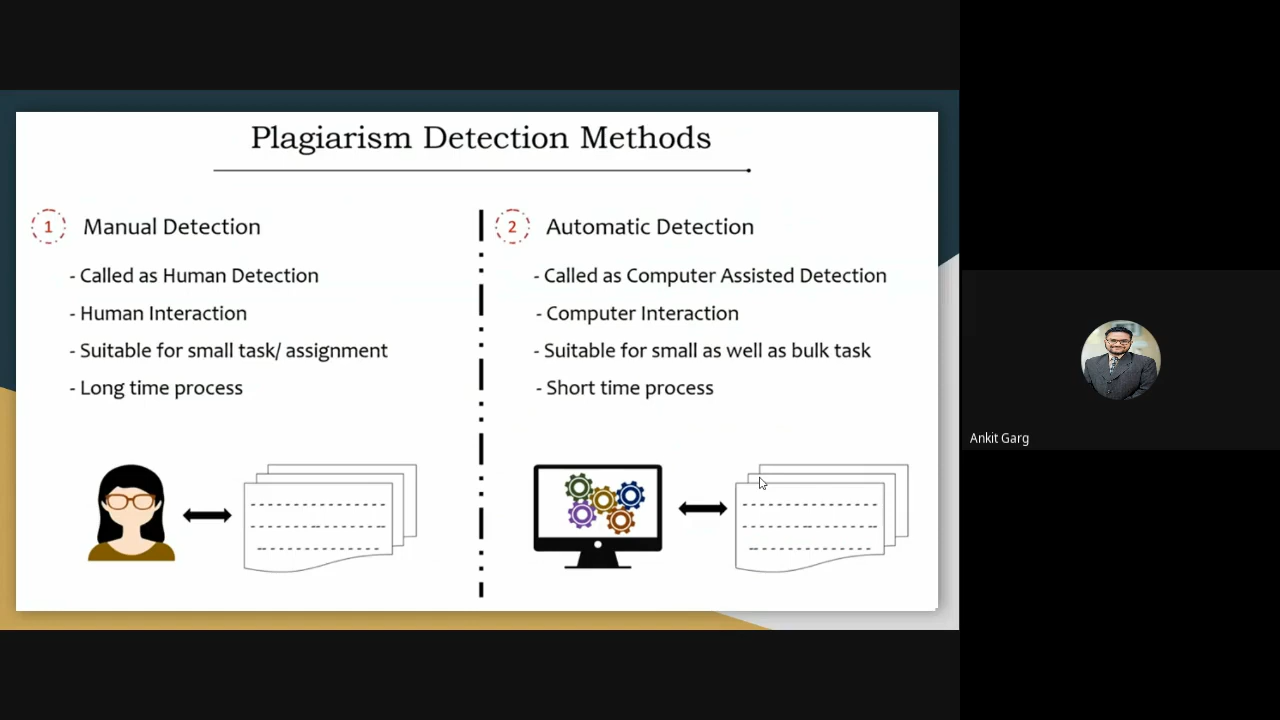 Plagiarism Detection Methods
1 Manual Detection
- Called as Human Detection
- Human Interaction
- Suitable for small task/ assignment
- Long time process
2 Automatic Detection
- Called as Computer Assisted Detection
- Computer Interaction
- Suitable for small as well as bulk task
- Short time process
Ankit Garg